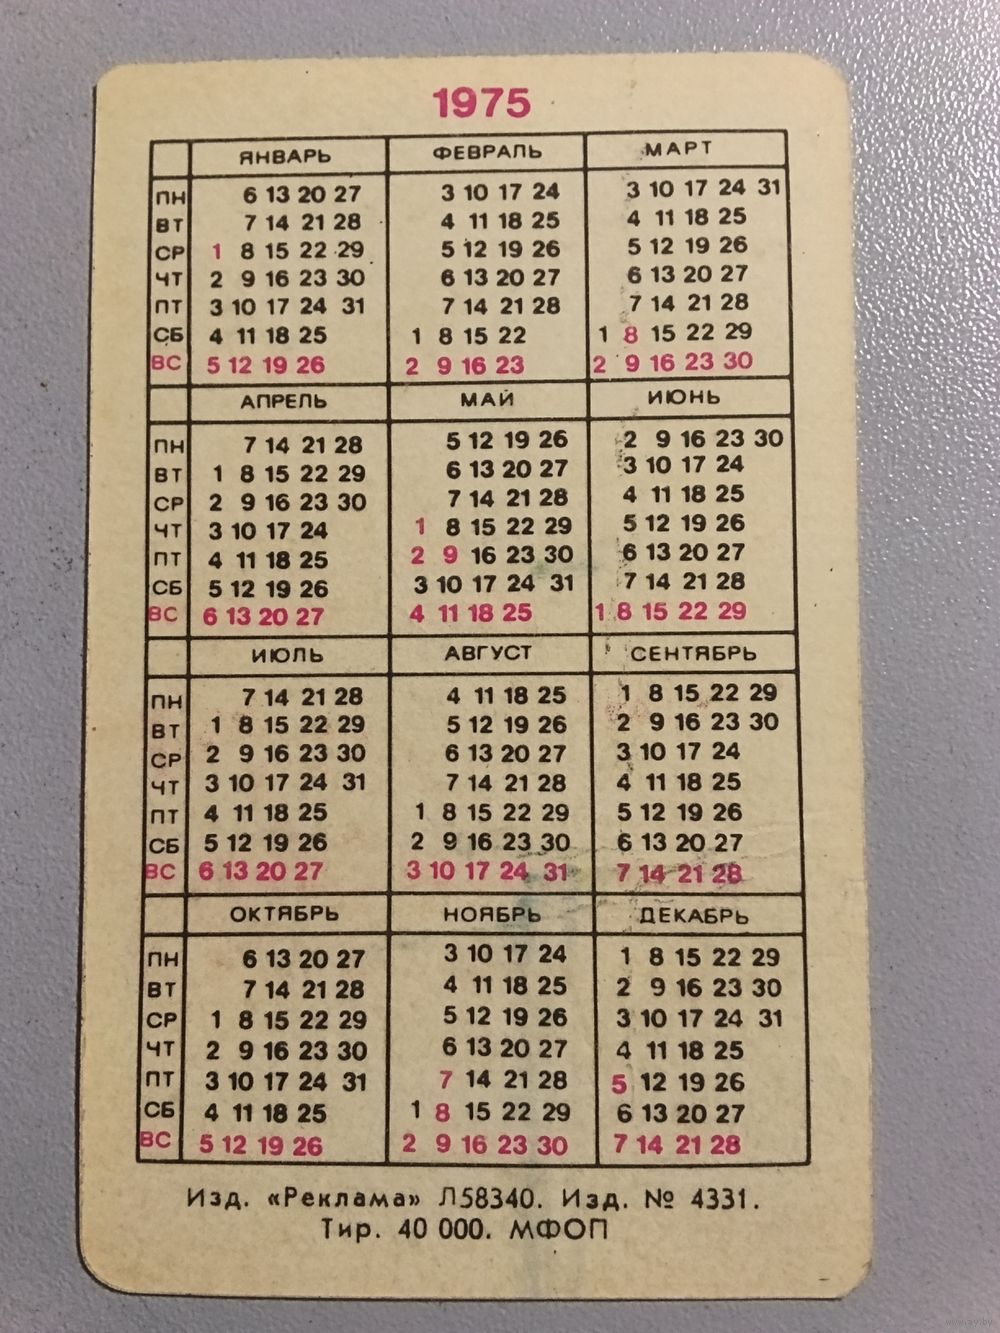 1975
ЯНВАРЬ ФЕВРАЛЬ МАРТ
ПН 6 13 20 27 3 10 17 24 3 10 17 24 31
ВТ 7 14 21 28 4 11 18 25 4 11 18 25
СР 1 8 15 22 29 5 12 19 26 5 12 19 26
ЧТ 2 9 16 23 30 6 13 20 27 6 13 20 27
ПТ 3 10 17 24 31 7 14 21 28 7 14 21 28
СБ 4 11 18 25 1 8 15 22 1 8 15 22 29
ВС 5 12 19 26 2 9 16 23 2 9 16 23 30
АПРЕЛЬ МАЙ ИЮНЬ
ПН 7 14 21 28 5 12 19 26 2 9 16 23 30
ВТ 1 8 15 22 29 6 13 20 27 3 10 17 24
СР 2 9 16 23 30 7 14 21 28 4 11 18 25
ЧТ 3 10 17 24 1 8 15 22 29 5 12 19 26
ПТ 4 11 18 25 2 9 16 23 30 6 13 20 27
СБ 5 12 19 26 3 10 17 24 31 7 14 21 28
ВС 6 13 20 27 4 11 18 25 1 8 15 22 29
ИЮЛЬ АВГУСТ СЕНТЯБРЬ
ПН 7 14 21 28 4 11 18 25 1 8 15 22 29
ВТ 1 8 15 22 29 5 12 19 26 2 9 16 23 30
СР 2 9 16 23 30 6 13 20 27 3 10 17 24
ЧТ 3 10 17 24 31 7 14 21 28 4 11 18 25
ПТ 4 11 18 25 1 8 15 22 29 5 12 19 26
СБ 5 12 19 26 2 9 16 23 30 6 13 20 27
ВС 6 13 20 27 3 10 17 24 31 7 14 21 28
ОКТЯБРЬ НОЯБРЬ ДЕКАБРЬ
ПН 6 13 20 27 3 10 17 24 1 8 15 22 29
ВТ 7 14 21 28 4 11 18 25 2 9 16 23 30
СР 1 8 15 22 29 5 12 19 26 3 10 17 24 31
ЧТ 2 9 16 23 30 6 13 20 27 4 11 18 25
ПТ 3 10 17 24 31 7 14 21 28 5 12 19 26
СБ 4 11 18 25 1 8 15 22 29 6 13 20 27
ВС 5 12 19 26 2 9 16 23 30 7 14 21 28
Изд. «Реклама» Л58340. Изд. № 4331.
Тир. 40 000. МФОП